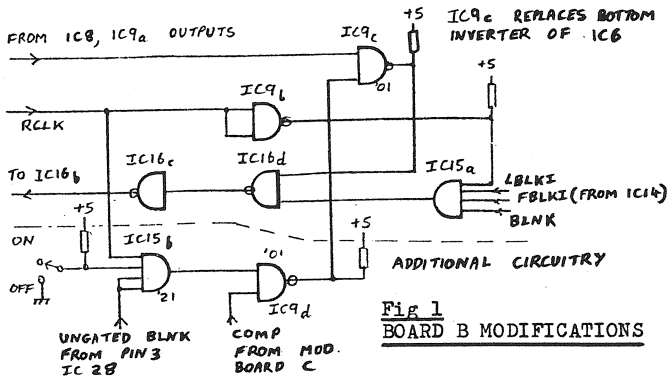 +5
IC9c REPLACES BOTTOM
INVERTER OF IC6
FROM IC8, IC9a OUTPUTS
IC9c
'01
+5
IC9b
RCLK
IC16c
IC16d
IC15a
TO IC16b
LBLKI
FBLKI (FROM IC14)
BLNK
+5
ON
IC15b
'01
+5
ADDITIONAL CIRCUITRY
OFF
'21
IC9d
UNGATED BLNK
FROM PIN 3
IC 28
COMP
FROM MOD.
BOARD C
Fig 1
BOARD B MODIFICATIONS